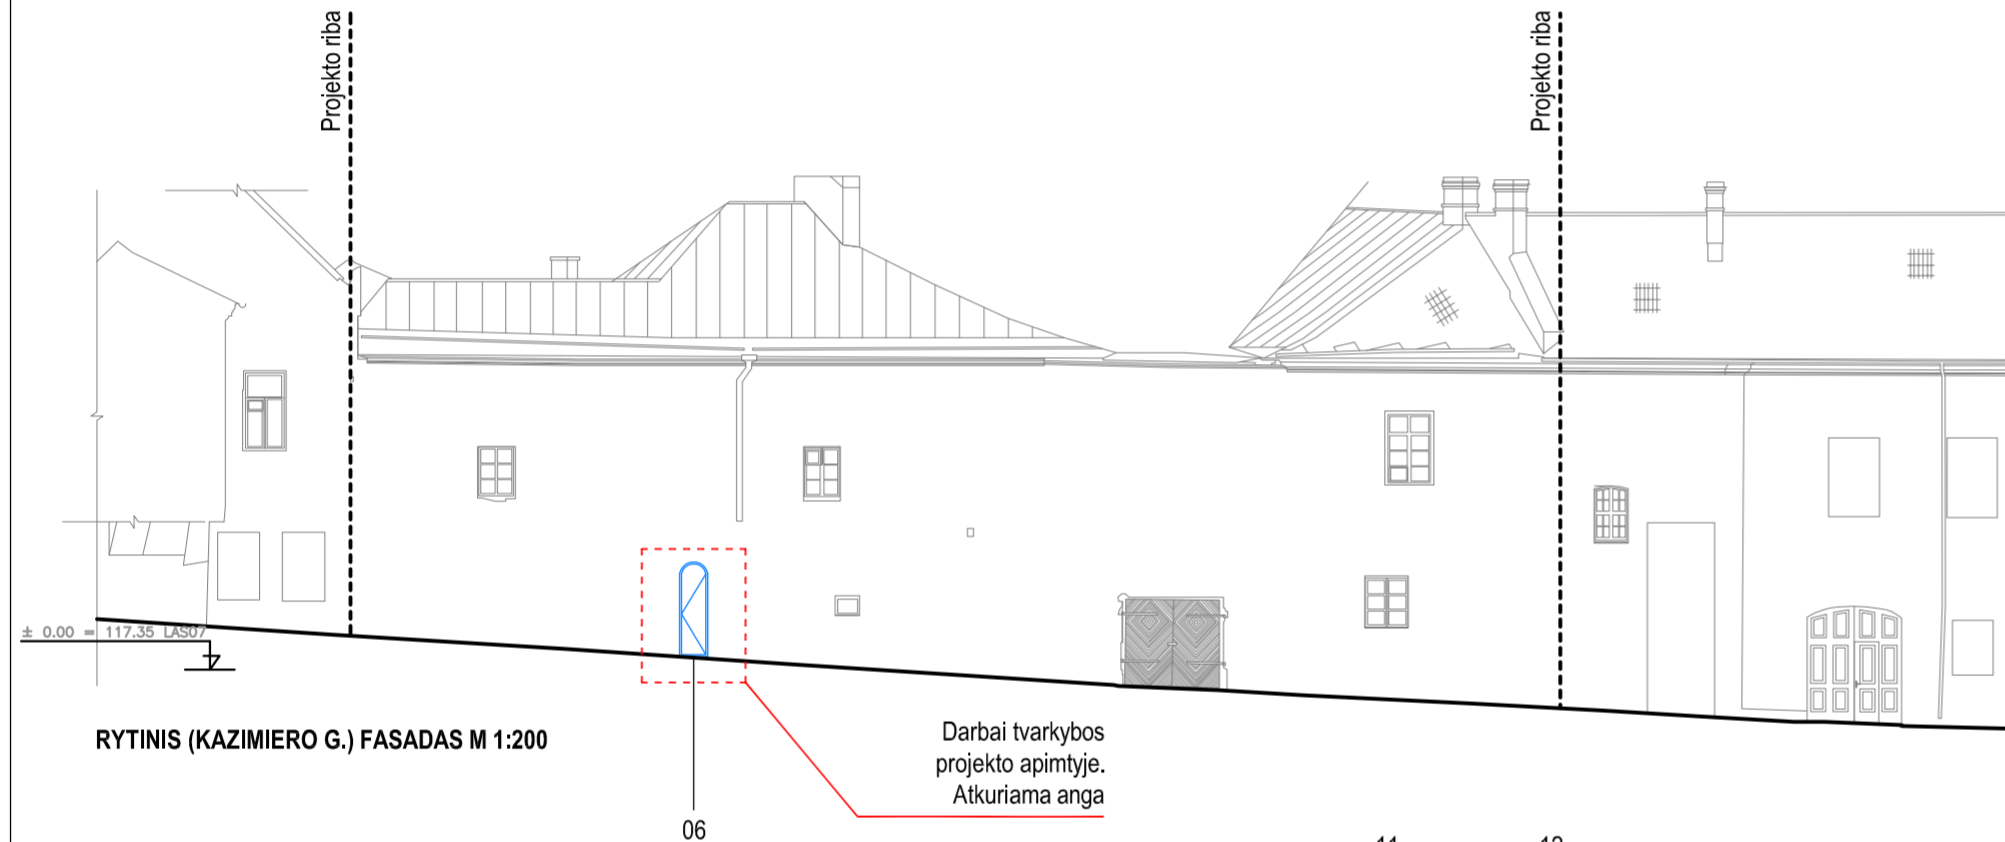 Projekto riba
Projekto riba
± 0.00 = 117.35 LAS07
RYTINIS (KAZIMIERO G.) FASADAS M 1:200
Darbai tvarkybos
projekto apimtyje.
Atkuriama anga
06